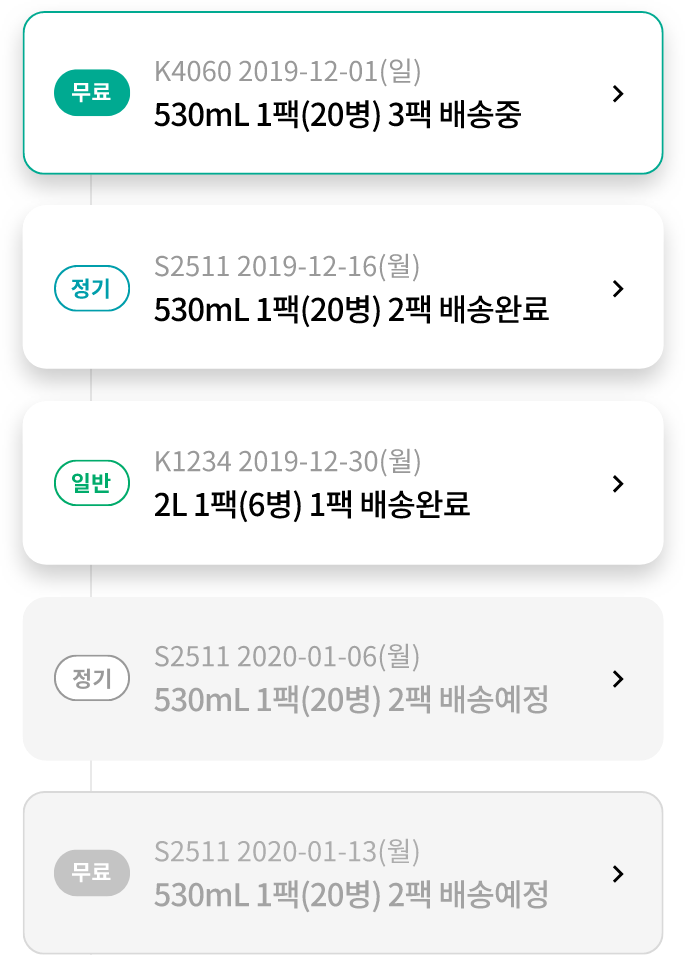 무료
K4060 2019-12-01(일)
530mL 1팩(20병) 3팩 배송중
정기
S2511 2019-12-16(월)
530mL 1팩(20병) 2팩 배송완료
일반
K1234 2019-12-30(월)
2L 1팩(6병) 1팩 배송완료
정기
S2511 2020-01-06(월)
530mL 1팩(20병) 2팩 배송예정
무료
S2511 2020-01-13(월)
530mL 1팩(20병) 2팩 배송예정